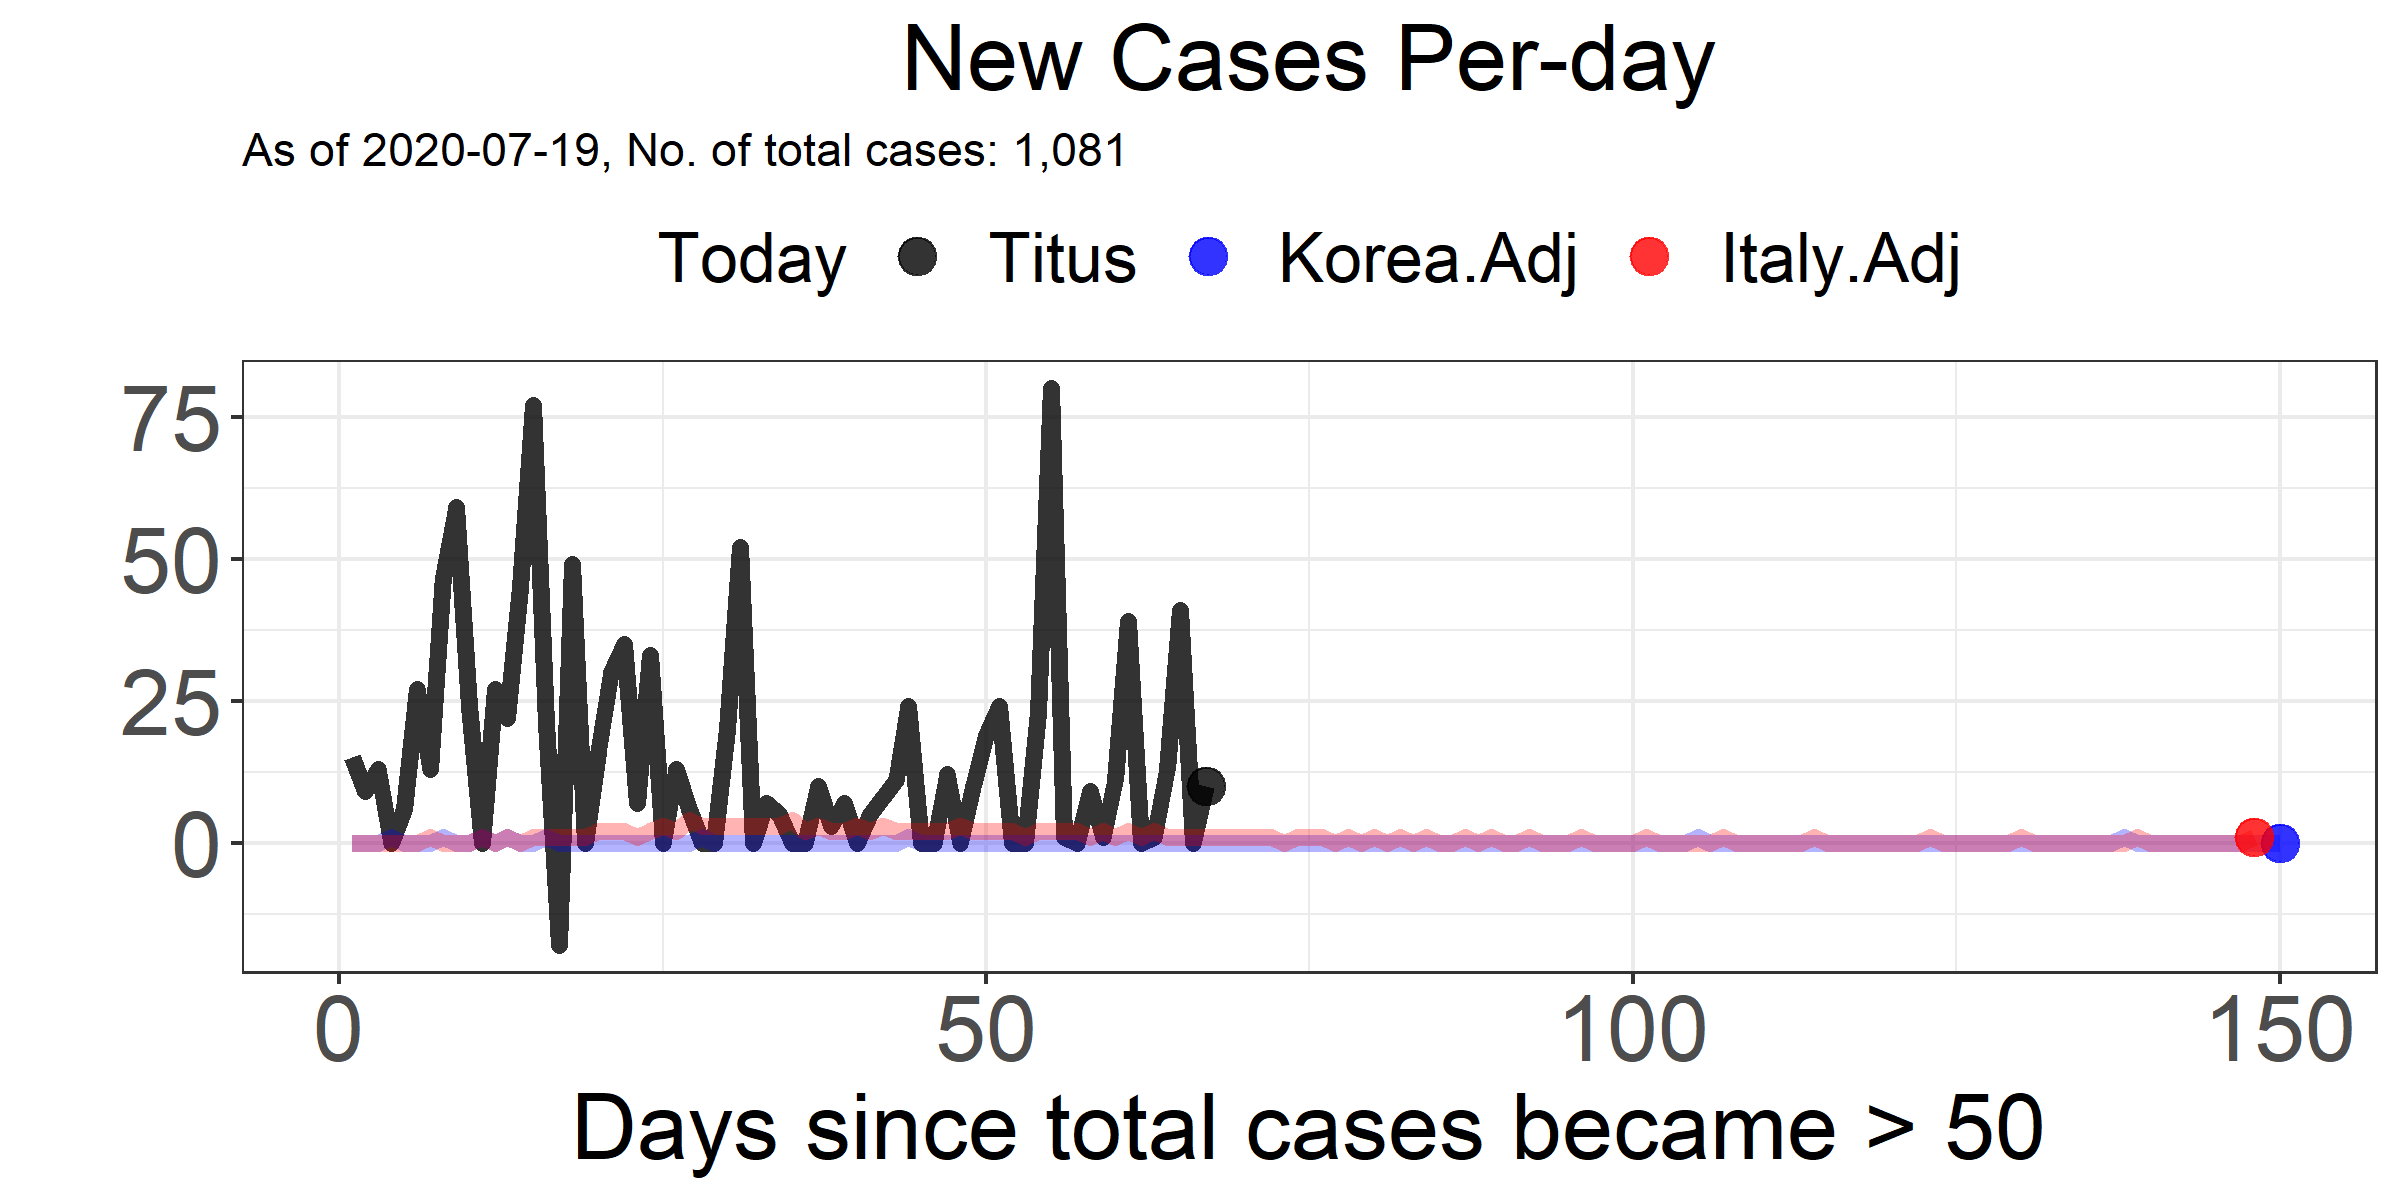 New Cases Per-day
As of 2020-07-19, No. of total cases: 1,081
Today Titus Korea.Adj Italy.Adj
75
50
25
0
0 50 100 150
Days since total cases became > 50